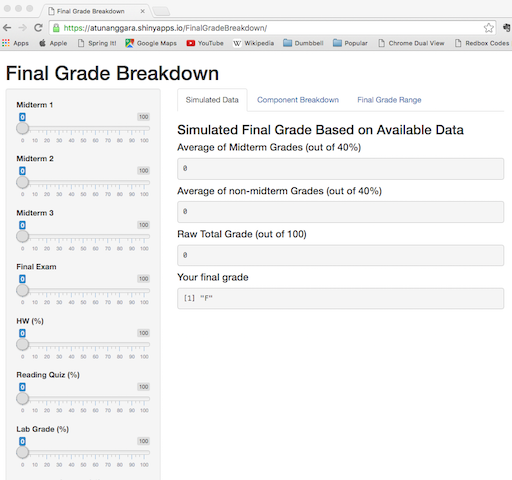 Final Grade Breakdown
https://atunanggara.shinyapps.io/FinalGradeBreakdown/
Apps Apple Spring it! Google Maps YouTube Wikipedia Dumbbell Popular Chrome Dual View Redbox Codes
Final Grade Breakdown
Midterm 1
0 100
0 10 20 30 40 50 60 70 80 90 100
Midterm 2
0 100
0 10 20 30 40 50 60 70 80 90 100
Midterm 3
0 100
0 10 20 30 40 50 60 70 80 90 100
Final Exam
0 100
0 10 20 30 40 50 60 70 80 90 100
HW (%)
0 100
0 10 20 30 40 50 60 70 80 90 100
Reading Quiz (%)
0 100
0 10 20 30 40 50 60 70 80 90 100
Lab Grade (%)
0 100
0 10 20 30 40 50 60 70 80 90 100
Simulated Data Component Breakdown Final Grade Range
Simulated Final Grade Based on Available Data
Average of Midterm Grades (out of 40%)
0
Average of non-midterm Grades (out of 40%)
0
Raw Total Grade (out of 100)
0
Your final grade
[1] "F"